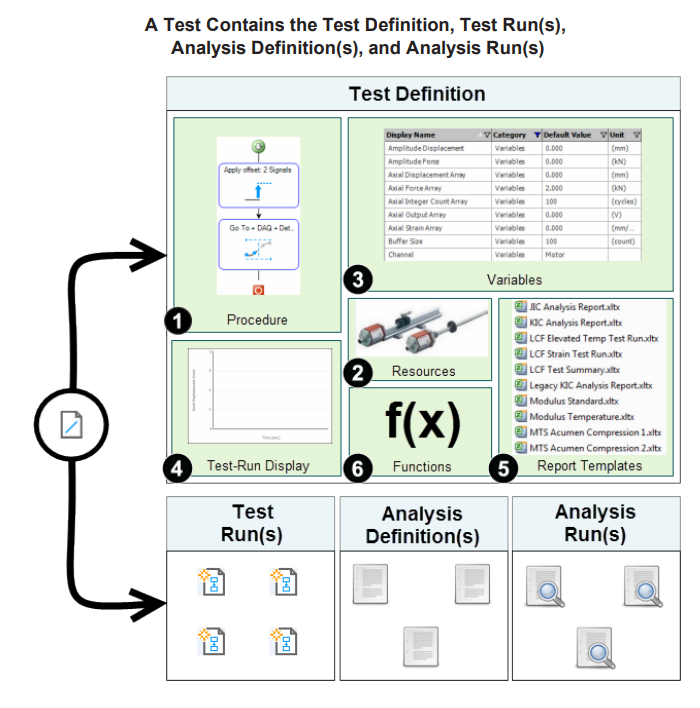 A Test Contains the Test Definition, Test Run(s),
Analysis Definition(s), and Analysis Run(s)
Test Definition
Apply offset: 2 Signals
Go To + DAQ + Det..
1
Procedure
Display Name Category Default Value Unit
Amplitude Displacement Variables 0.000 (mm)
Amplitude Force Variables 0.000 (kN)
Axial Displacement Array Variables 0.000 (mm)
Axial Force Array Variables 2.000 (kN)
Axial Integer Count Array Variables 100 (cycles)
Axial Output Array Variables 0.000 (V)
Axial Strain Array Variables 0.000 (mm/...
Buffer Size Variables 100 (count)
Channel Variables Motor
3
Variables
2
Resources
JIC Analysis Report.xltx
KIC Analysis Report.xltx
LCF Elevated Temp Test Run.xltx
LCF Strain Test Run.xltx
LCF Test Summary.xltx
Legacy KIC Analysis Report.xltx
Modulus Standard.xltx
Modulus Temperature.xltx
MTS Acumen Compression 1.xltx
MTS Acumen Compression 2.xltx
5
Report Templates
Time (sec)
4
Test-Run Display
f(x)
6
Functions
Test
Run(s)
Analysis
Definition(s)
Analysis
Run(s)